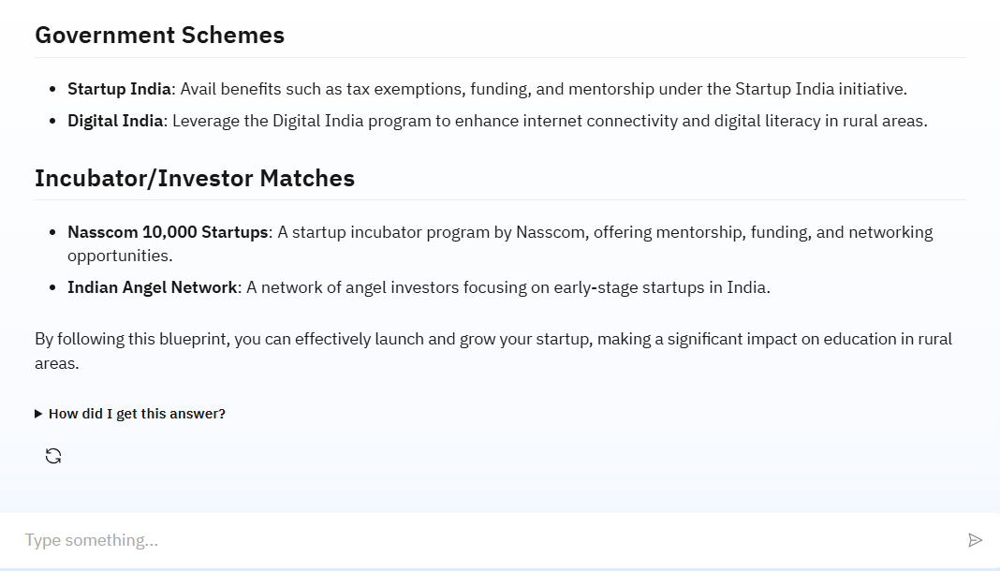 Government Schemes
Startup India: Avail benefits such as tax exemptions, funding, and mentorship under the Startup India initiative.
Digital India: Leverage the Digital India program to enhance internet connectivity and digital literacy in rural areas.
Incubator/Investor Matches
Nasscom 10,000 Startups: A startup incubator program by Nasscom, offering mentorship, funding, and networking
opportunities.
Indian Angel Network: A network of angel investors focusing on early-stage startups in India.
By following this blueprint, you can effectively launch and grow your startup, making a significant impact on education in rural
areas.
How did I get this answer?
Type something...